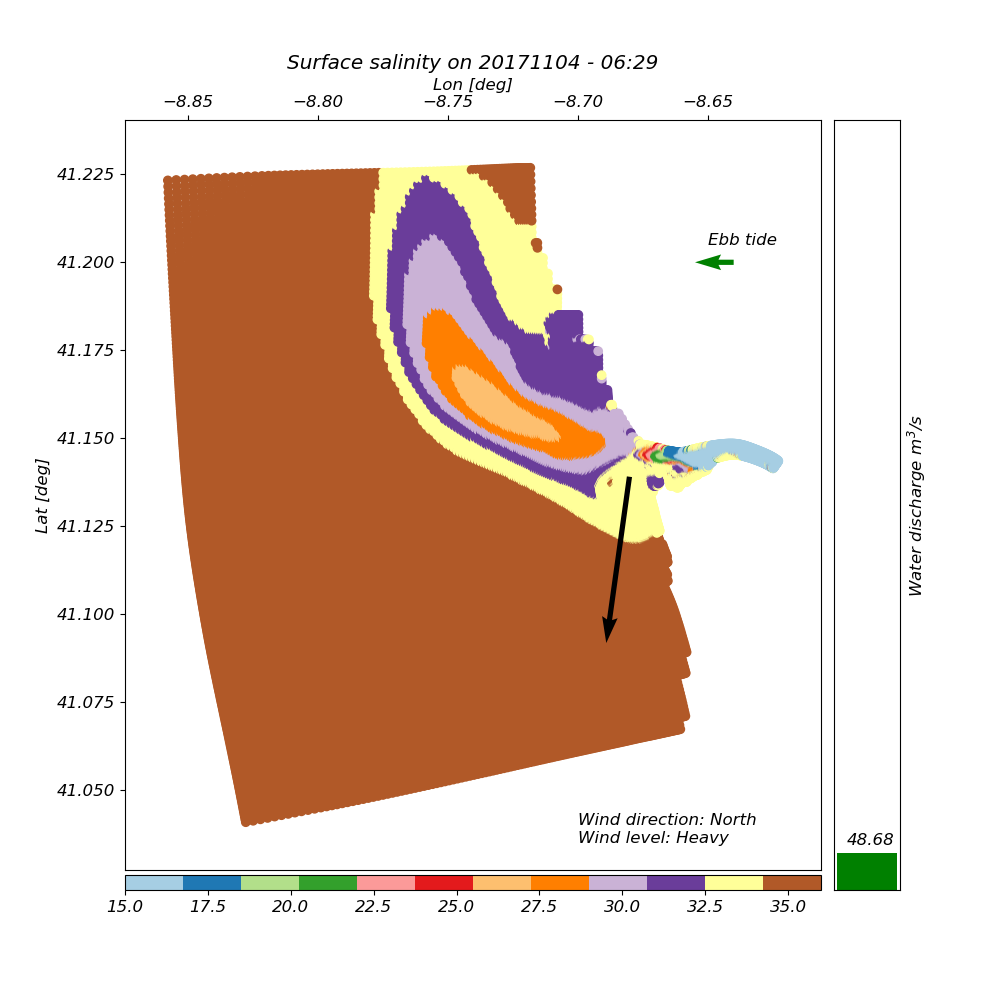 Surface salinity on 20171104 - 06:29
Lon [deg]
−8.85 −8.80 −8.75 −8.70 −8.65
41.225
41.200
41.175
41.150
41.125
41.100
41.075
41.050
Lat [deg]
Ebb tide
Wind direction: North
Wind level: Heavy
48.68
Water discharge m³/s
15.0 17.5 20.0 22.5 25.0 27.5 30.0 32.5 35.0